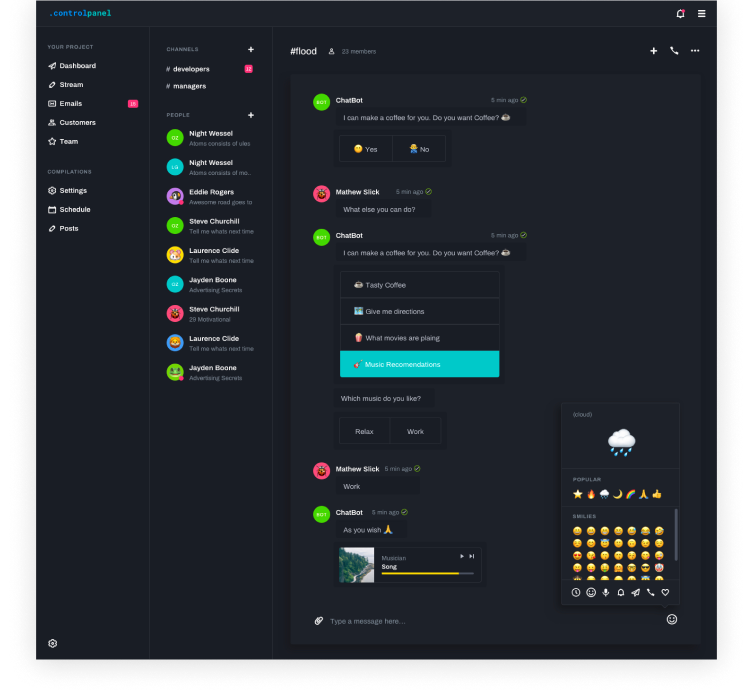 .controlpanel
YOUR PROJECT
Dashboard
Stream
Emails
Customers
Team
COMPILATIONS
Settings
Schedule
Posts
CHANNELS +
# developers
# managers
PEOPLE +
OZ
Night Wessel
Atoms consists of ules
LG
Night Wessel
Atoms consists of mo..
Eddie Rogers
Awesome road goes to
OZ
Steve Churchill
Tell me whats next time
Laurence Clide
Tell me whats next time
OZ
Jayden Boone
Advertising Secrets
Steve Churchill
29 Motivational
Laurence Clide
Tell me whats next time
Jayden Boone
Advertising Secrets
#flood 23 members
BOT
ChatBot 5 min ago
I can make a coffee for you. Do you want Coffee?
Yes No
Mathew Slick 5 min ago
What else you can do?
BOT
ChatBot 5 min ago
I can make a coffee for you. Do you want Coffee?
Tasty Coffee
Give me directions
What movies are plaing
Music Recomendations
Which music do you like?
Relax Work
Mathew Slick 5 min ago
Work
BOT
ChatBot 5 min ago
As you wish
Musician
Song
Type a message here...
(cloud)
POPULAR
SMILIES